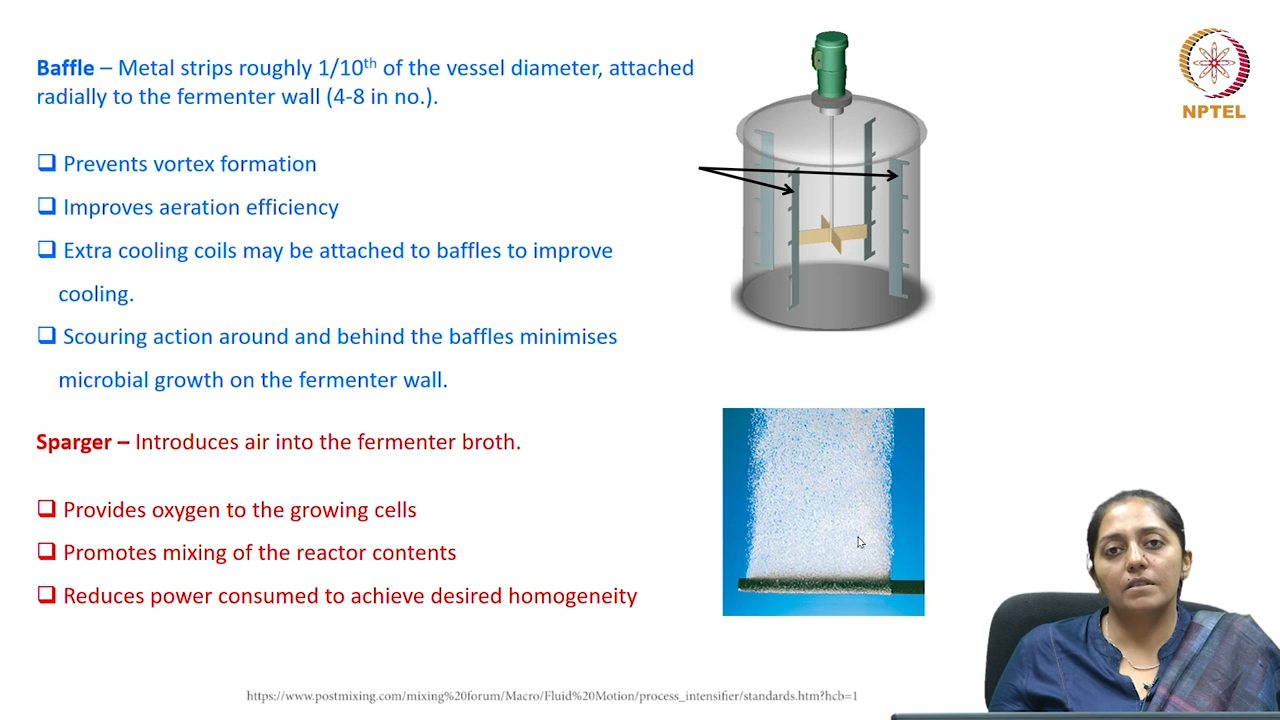 Baffle – Metal strips roughly 1/10th of the vessel diameter, attached
radially to the fermenter wall (4-8 in no.).
❑ Prevents vortex formation
❑ Improves aeration efficiency
❑ Extra cooling coils may be attached to baffles to improve
cooling.
❑ Scouring action around and behind the baffles minimises
microbial growth on the fermenter wall.
Sparger – Introduces air into the fermenter broth.
❑ Provides oxygen to the growing cells
❑ Promotes mixing of the reactor contents
❑ Reduces power consumed to achieve desired homogeneity
NPTEL
https://www.postmixing.com/mixing%20forum/Macro/Fluid%20Motion/process_intensifier/standards.htm?hcb=1